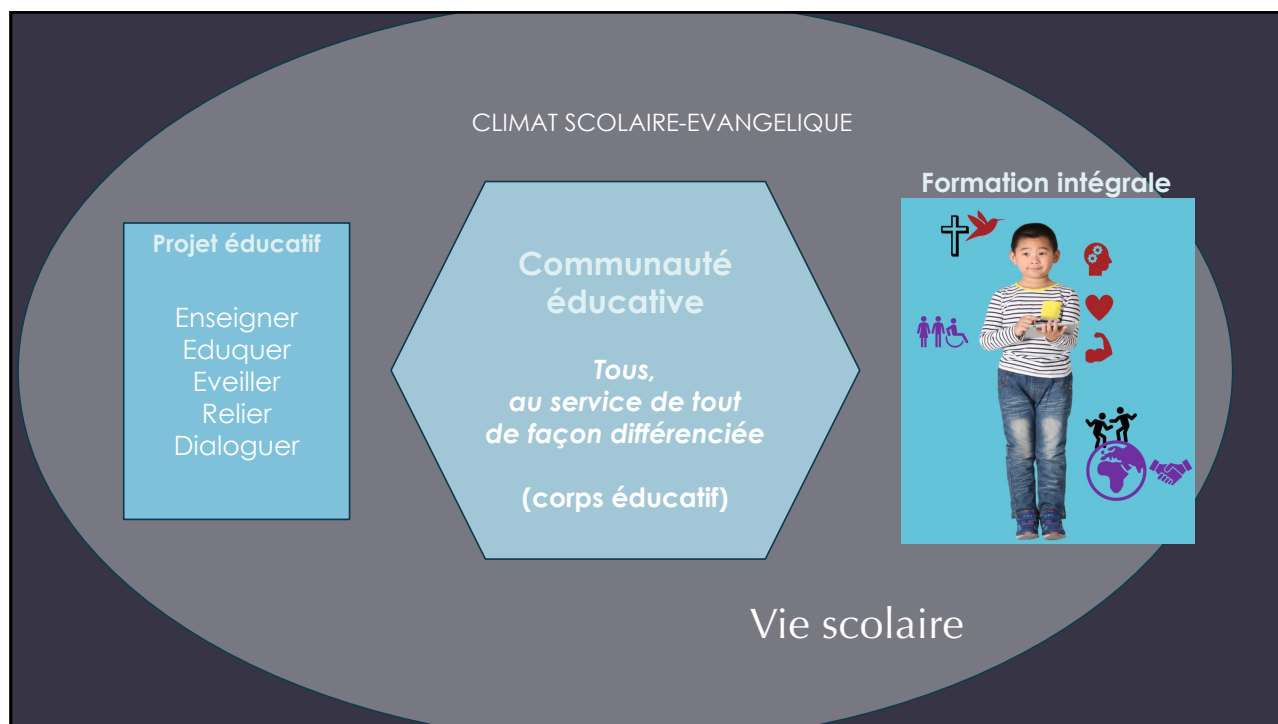 CLIMAT SCOLAIRE-EVANGELIQUE
Projet éducatif
Enseigner
Eduquer
Eveiller
Relier
Dialoguer
Communauté
éducative
Tous,
au service de tout
de façon différenciée
(corps éducatif)
Formation intégrale
Vie scolaire